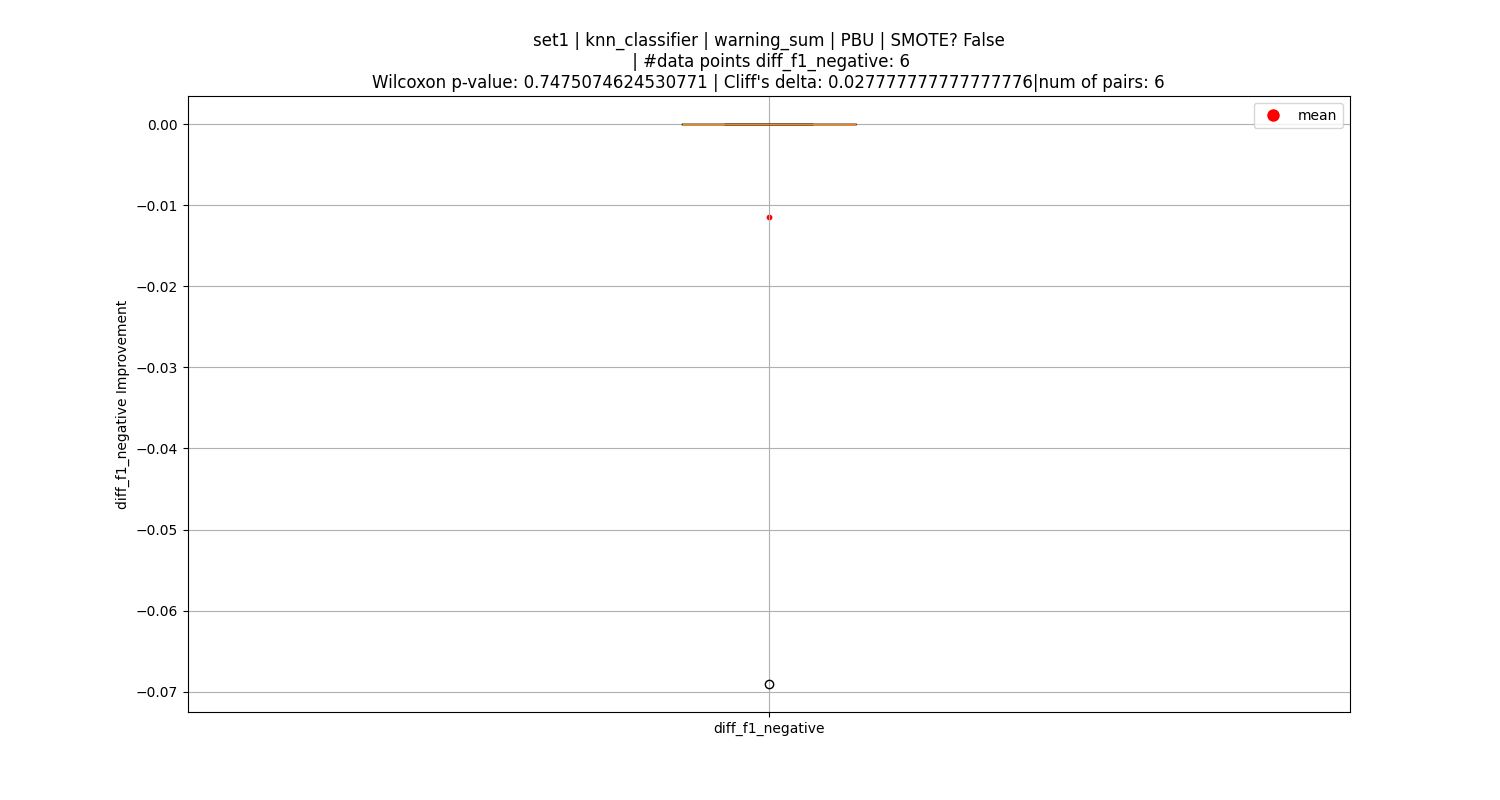 set1 | knn_classifier | warning_sum | PBU | SMOTE? False
| #data points diff_f1_negative: 6
Wilcoxon p-value: 0.7475074624530771 | Cliff's delta: 0.027777777777777776|num of pairs: 6
mean
0.00
−0.01
−0.02
−0.03
−0.04
−0.05
−0.06
−0.07
diff_f1_negative Improvement
diff_f1_negative